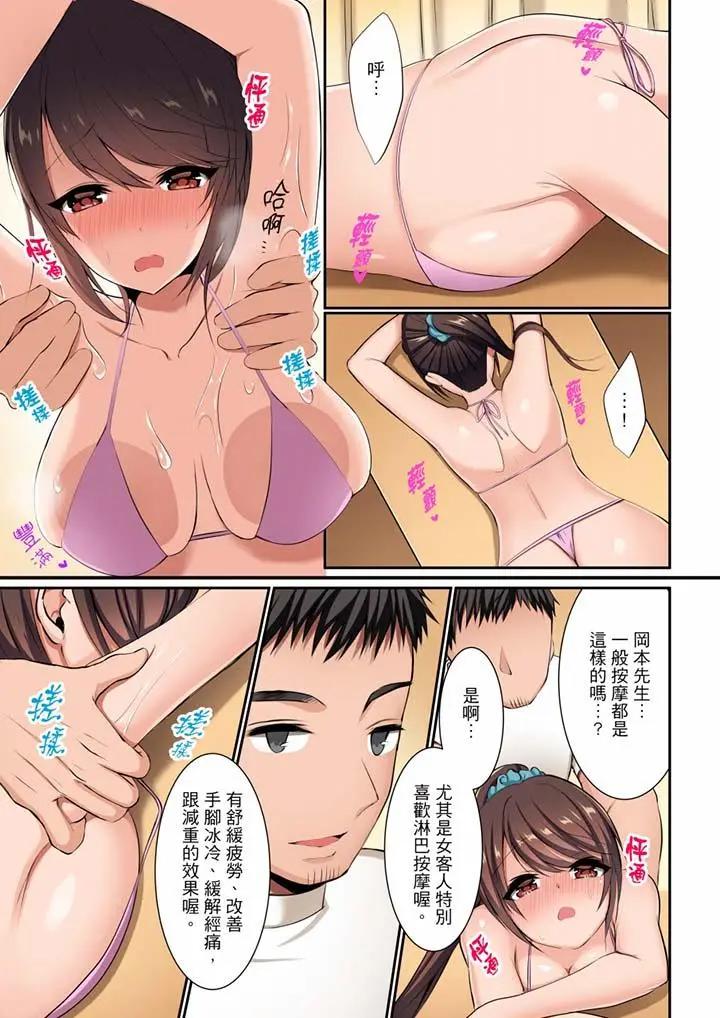 呼…
輕顫
輕顫
…！
輕顫
輕顫
怦通
怦通
哈啊…
搓揉
搓揉
搓揉
豐滿
岡本先生…
一般按摩都是
這樣的嗎…？
怦通
怦通
是啊…
尤其是女客人特別
喜歡淋巴按摩喔。
有舒緩疲勞、改善
手腳冰冷、緩解經痛，
跟減重的效果喔。
搓揉
搓揉